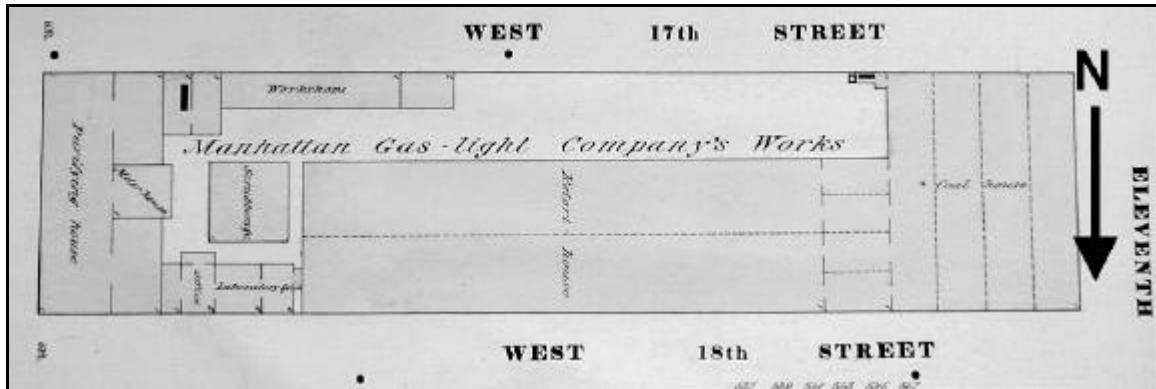 WEST 17th STREET
N
Workshops
Manhattan Gas-Light Company's Works
Purifying house
Scrubbers
Retort house
Coal house
ELEVENTH
office
Laboratory
WEST 18th STREET